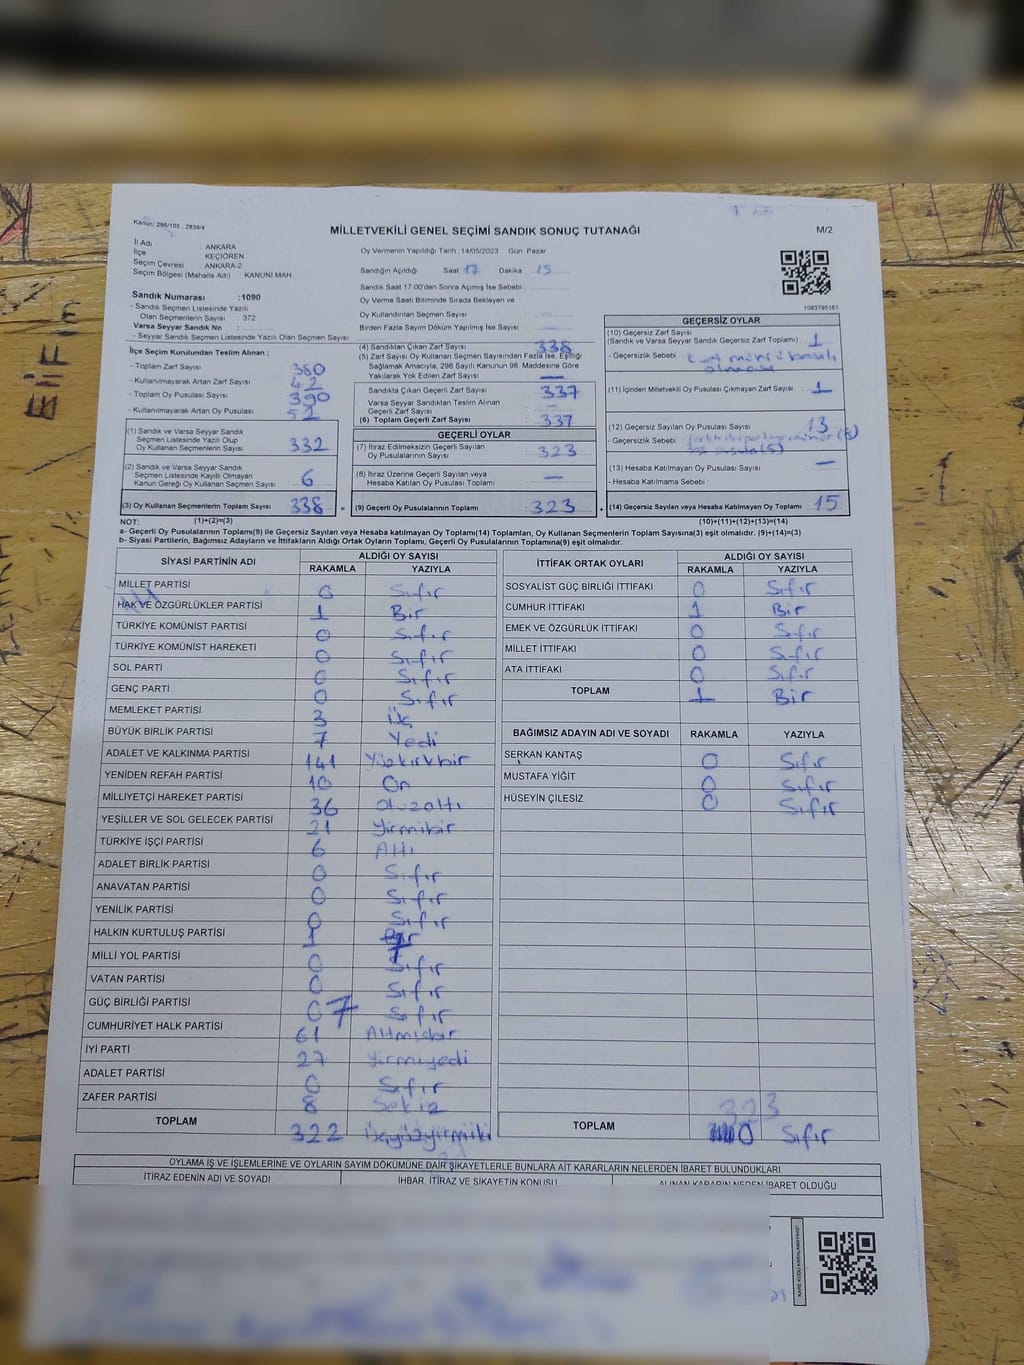 Kanun: 298/105 , 2839/4
MİLLETVEKİLİ GENEL SEÇİMİ SANDIK SONUÇ TUTANAĞI
M/2
İl Adı : ANKARA
İlçe : KEÇİÖREN
Seçim Çevresi : ANKARA-2
Seçim Bölgesi (Mahalle Adı) : KANUNİ MAH
Sandık Numarası : 1090
- Sandık Seçmen Listesinde Yazılı Olan Seçmenlerin Sayısı : 372
Varsa Seyyar Sandık No :
- Seyyar Sandık Seçmen Listesinde Yazılı Olan Seçmen Sayısı
Oy Vermenin Yapıldığı Tarih : 14/05/2023 Gün: Pazar
Sandığın Açıldığı Saat 17 Dakika : 15
Sandık Saat 17:00'den Sonra Açılmış İse Sebebi :
Oy Verme Saati Bitiminde Sırada Bekleyen ve
Oy Kullandırılan Seçmen Sayısı :
Birden Fazla Sayım Döküm Yapılmış İse Sayısı :
1083795161
İlçe Seçim Kurulundan Teslim Alınan :
- Toplam Zarf Sayısı : 380
- Kullanılmayarak Artan Zarf Sayısı : 42
- Toplam Oy Pusulası Sayısı : 390
- Kullanılmayarak Artan Oy Pusulası : 52
(1) Sandık ve Varsa Seyyar Sandık
Seçmen Listesinde Yazılı Olup
Oy Kullanan Seçmenlerin Sayısı : 332
(2) Sandık ve Varsa Seyyar Sandık
Seçmen Listesinde Kayıtlı Olmayan
Kanun Gereği Oy Kullanan Seçmen Sayısı : 6
(3) Oy Kullanan Seçmenlerin Toplam Sayısı : 338
(1)+(2)=(3)
(4) Sandıktan Çıkan Zarf Sayısı : 338
(5) Zarf Sayısı Oy Kullanan Seçmen Sayısından Fazla İse, Eşitliği
Sağlamak Amacıyla, 298 Sayılı Kanunun 98. Maddesine Göre
Yakılarak Yok Edilen Zarf Sayısı : —
Sandıkta Çıkan Geçerli Zarf Sayısı : 337
Varsa Seyyar Sandıktan Teslim Alınan
Geçerli Zarf Sayısı : —
(6) Toplam Geçerli Zarf Sayısı : 337
GEÇERLİ OYLAR
(7) İtiraz Edilmeksizin Geçerli Sayılan
Oy Pusulalarının Sayısı : 323
(8) İtiraz Üzerine Geçerli Sayılan veya
Hesaba Katılan Oy Pusulası Toplamı : —
= (9) Geçerli Oy Pusulalarının Toplamı : 323
GEÇERSİZ OYLAR
(10) Geçersiz Zarf Sayısı
(Sandık ve Varsa Seyyar Sandık Geçersiz Zarf Toplamı) : 1
- Geçersizlik Sebebi :
(11) İçinden Milletvekili Oy Pusulası Çıkmayan Zarf Sayısı : 1
(12) Geçersiz Sayılan Oy Pusulası Sayısı : 13
- Geçersizlik Sebebi :
(13) Hesaba Katılmayan Oy Pusulası Sayısı : —
- Hesaba Katılmama Sebebi :
+ (14) Geçersiz Sayılan veya Hesaba Katılmayan Oy Toplamı : 15
(10)+(11)+(12)+(13)=(14)
NOT:
a- Geçerli Oy Pusulalarının Toplamı(9) ile Geçersiz Sayılan veya Hesaba katılmayan Oy Toplamı(14) Toplamları, Oy Kullanan Seçmenlerin Toplam Sayısına(3) eşit olmalıdır. (9)+(14)=(3)
b- Siyasi Partilerin, Bağımsız Adayların ve İttifakların Aldığı Ortak Oyların Toplamı, Geçerli Oy Pusulalarının Toplamına(9) eşit olmalıdır.
SİYASİ PARTİNİN ADI ALDIĞI OY SAYISI
RAKAMLA YAZIYLA
MİLLET PARTİSİ 0 Sıfır
HAK VE ÖZGÜRLÜKLER PARTİSİ 1 Bir
TÜRKİYE KOMÜNİST PARTİSİ 0 Sıfır
TÜRKİYE KOMÜNİST HAREKETİ 0 Sıfır
SOL PARTİ 0 Sıfır
GENÇ PARTİ 0 Sıfır
MEMLEKET PARTİSİ 3 Üç
BÜYÜK BİRLİK PARTİSİ 7 Yedi
ADALET VE KALKINMA PARTİSİ 141 Yüzkırkbir
YENİDEN REFAH PARTİSİ 10 On
MİLLİYETÇİ HAREKET PARTİSİ 36 Otuzaltı
YEŞİLLER VE SOL GELECEK PARTİSİ 21 Yirmibir
TÜRKİYE İŞÇİ PARTİSİ 6 Altı
ADALET BİRLİK PARTİSİ 0 Sıfır
ANAVATAN PARTİSİ 0 Sıfır
YENİLİK PARTİSİ 0 Sıfır
HALKIN KURTULUŞ PARTİSİ 1 Bir
MİLLİ YOL PARTİSİ 0 Sıfır
VATAN PARTİSİ 0 Sıfır
GÜÇ BİRLİĞİ PARTİSİ 0 7 Sıfır
CUMHURİYET HALK PARTİSİ 61 Altmışbir
İYİ PARTİ 27 Yirmiyedi
ADALET PARTİSİ 0 Sıfır
ZAFER PARTİSİ 8 Sekiz
TOPLAM 322 Üçyüzyirmiiki
İTTİFAK ORTAK OYLARI ALDIĞI OY SAYISI
RAKAMLA YAZIYLA
SOSYALİST GÜÇ BİRLİĞİ İTTİFAKI 0 Sıfır
CUMHUR İTTİFAKI 1 Bir
EMEK VE ÖZGÜRLÜK İTTİFAKI 0 Sıfır
MİLLET İTTİFAKI 0 Sıfır
ATA İTTİFAKI 0 Sıfır
TOPLAM 1 Bir
BAĞIMSIZ ADAYIN ADI VE SOYADI RAKAMLA YAZIYLA
SERKAN KANTAŞ 0 Sıfır
MUSTAFA YİĞİT 0 Sıfır
HÜSEYİN ÇİLESİZ 0 Sıfır
323
TOPLAM 0 Sıfır
OYLAMA İŞ VE İŞLEMLERİNE VE OYLARIN SAYIM DÖKÜMÜNE DAİR ŞİKAYETLERLE BUNLARA AİT KARARLARIN NELERDEN İBARET BULUNDUKLARI
İTİRAZ EDENİN ADI VE SOYADI İHBAR, İTİRAZ VE ŞİKAYETİN KONUSU ALINAN KARARIN NEDEN İBARET OLDUĞU